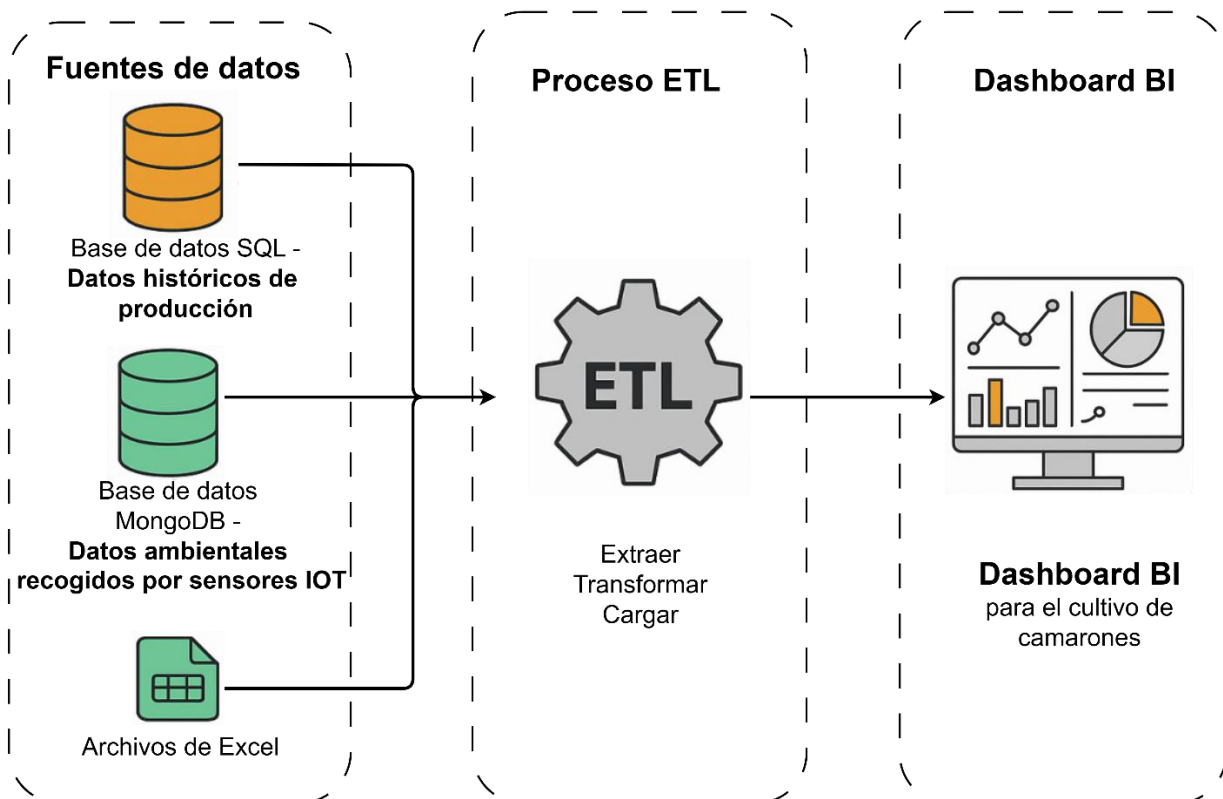 Fuentes de datos
Base de datos SQL -
Datos históricos de
producción
Base de datos
MongoDB -
Datos ambientales
recogidos por sensores IOT
Archivos de Excel
Proceso ETL
ETL
Extraer
Transformar
Cargar
Dashboard BI
Dashboard BI
para el cultivo de
camarones